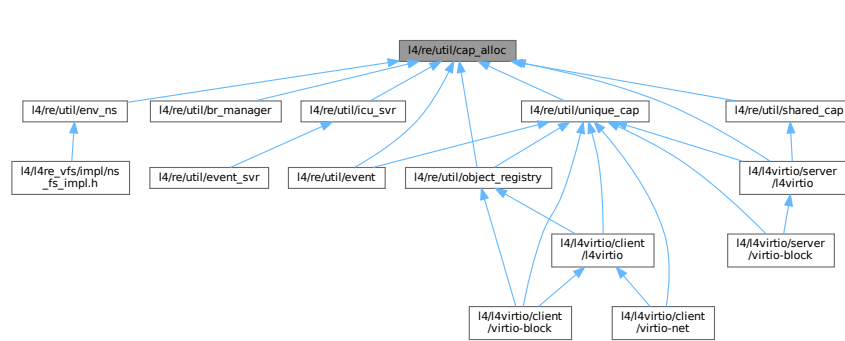 l4/re/util/cap_alloc
l4/re/util/env_ns
l4/re/util/br_manager
l4/re/util/icu_svr
l4/re/util/unique_cap
l4/re/util/shared_cap
l4/l4re_vfs/impl/ns
_fs_impl.h
l4/re/util/event_svr
l4/re/util/event
l4/re/util/object_registry
l4/l4virtio/server
/l4virtio
l4/l4virtio/client
/l4virtio
l4/l4virtio/server
/virtio-block
l4/l4virtio/client
/virtio-block
l4/l4virtio/client
/virtio-net